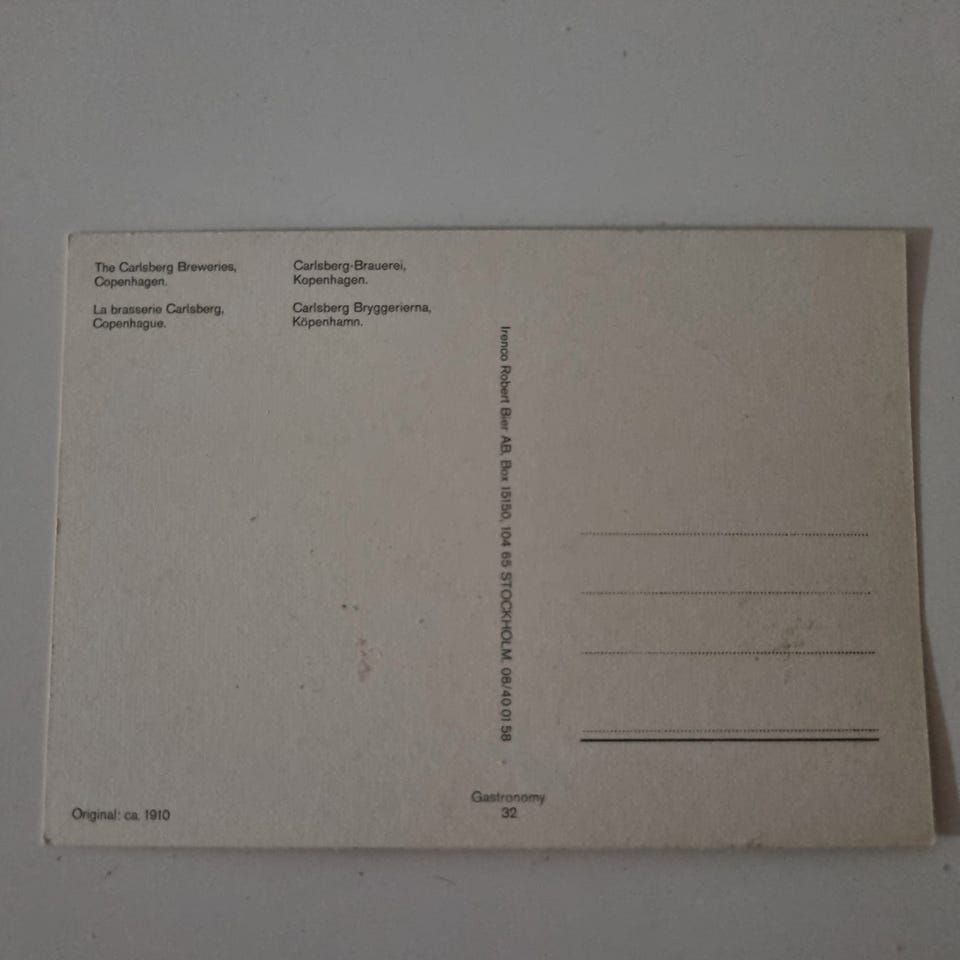 The Carlsberg Breweries,
Copenhagen.
La brasserie Carlsberg,
Copenhague.
Carlsberg-Brauerei,
Kopenhagen.
Carlsberg Bryggerierna,
Köpenhamn.
Irenco Robert Bier AB, Box 15150, 104 65 STOCKHOLM, 08/40 01 58
Original: ca. 1910
Gastronomy
32